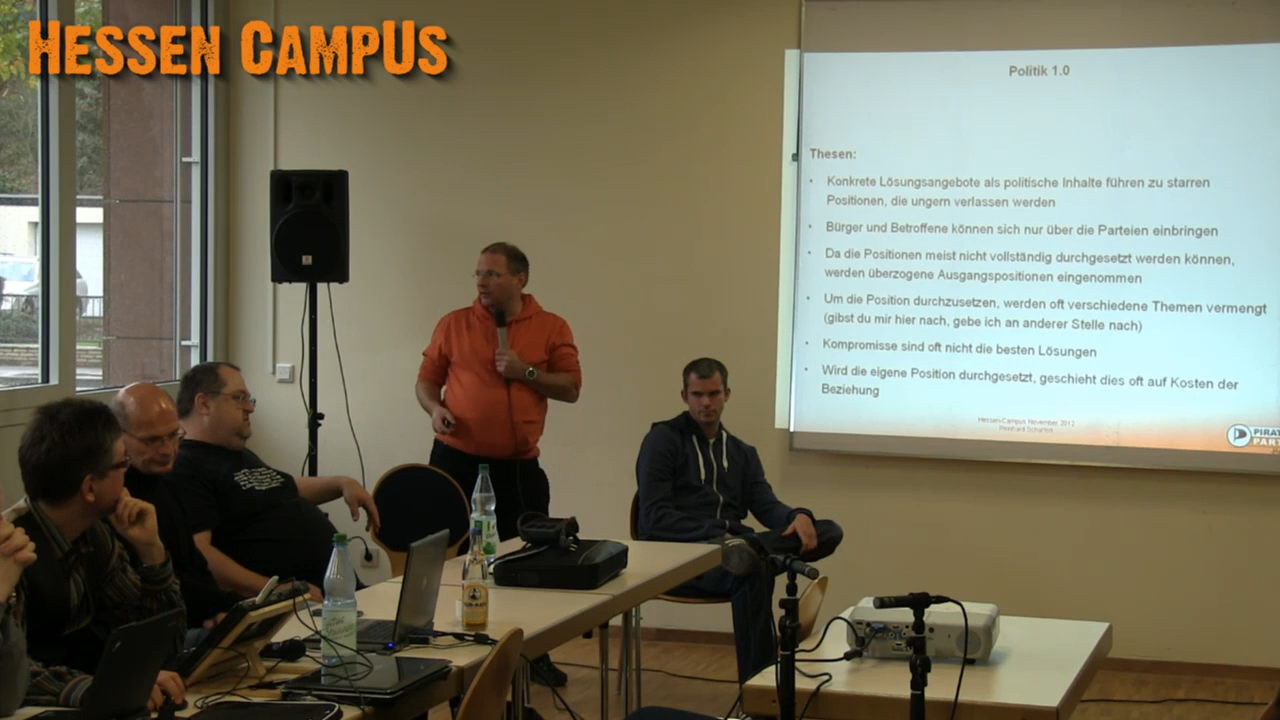 HESSEN CAMPUS
Politik 1.0
Thesen:
• Konkrete Lösungsangebote als politische Inhalte führen zu starren
Positionen, die ungern verlassen werden
• Bürger und Betroffene können sich nur über die Parteien einbringen
• Da die Positionen meist nicht vollständig durchgesetzt werden können,
werden überzogene Ausgangspositionen eingenommen
• Um die Position durchzusetzen, werden oft verschiedene Themen vermengt
(gibst du mir hier nach, gebe ich an anderer Stelle nach)
• Kompromisse sind oft nicht die besten Lösungen
• Wird die eigene Position durchgesetzt, geschieht dies oft auf Kosten der
Beziehung
Hessen-Campus November 2012
PIRAT
PART